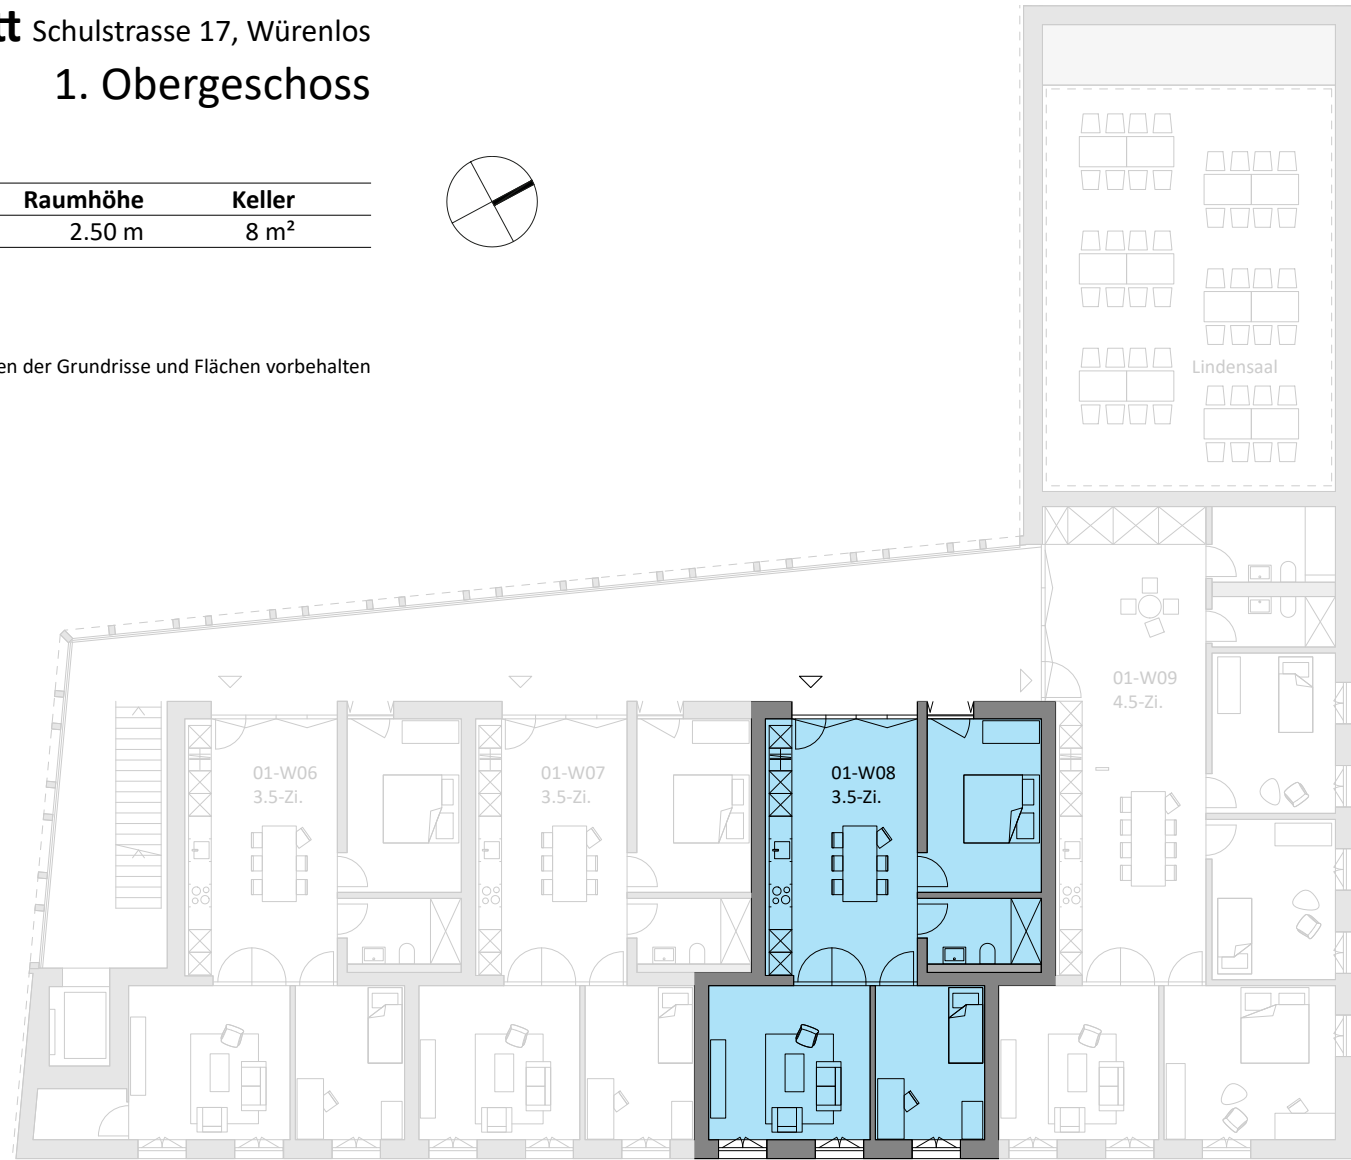 tt Schulstrasse 17, Würenlos
1. Obergeschoss
Raumhöhe Keller
2.50 m 8 m²
en der Grundrisse und Flächen vorbehalten
Lindensaal
01-W09
4.5-Zi.
01-W06
3.5-Zi.
01-W07
3.5-Zi.
01-W08
3.5-Zi.